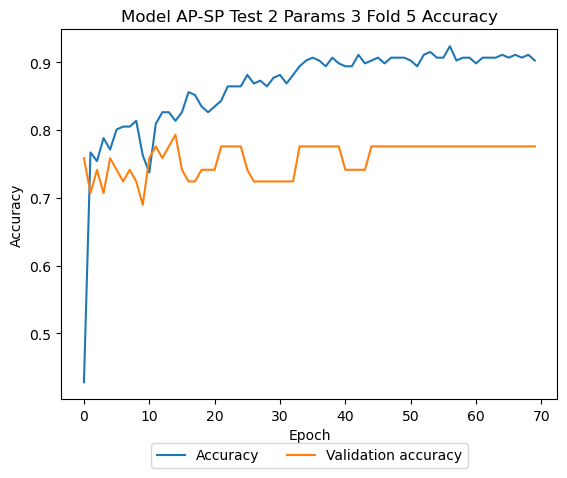 Model AP-SP Test 2 Params 3 Fold 5 Accuracy
0.9
0.8
0.7
0.6
0.5
Accuracy
0 10 20 30 40 50 60 70
Epoch
Accuracy Validation accuracy